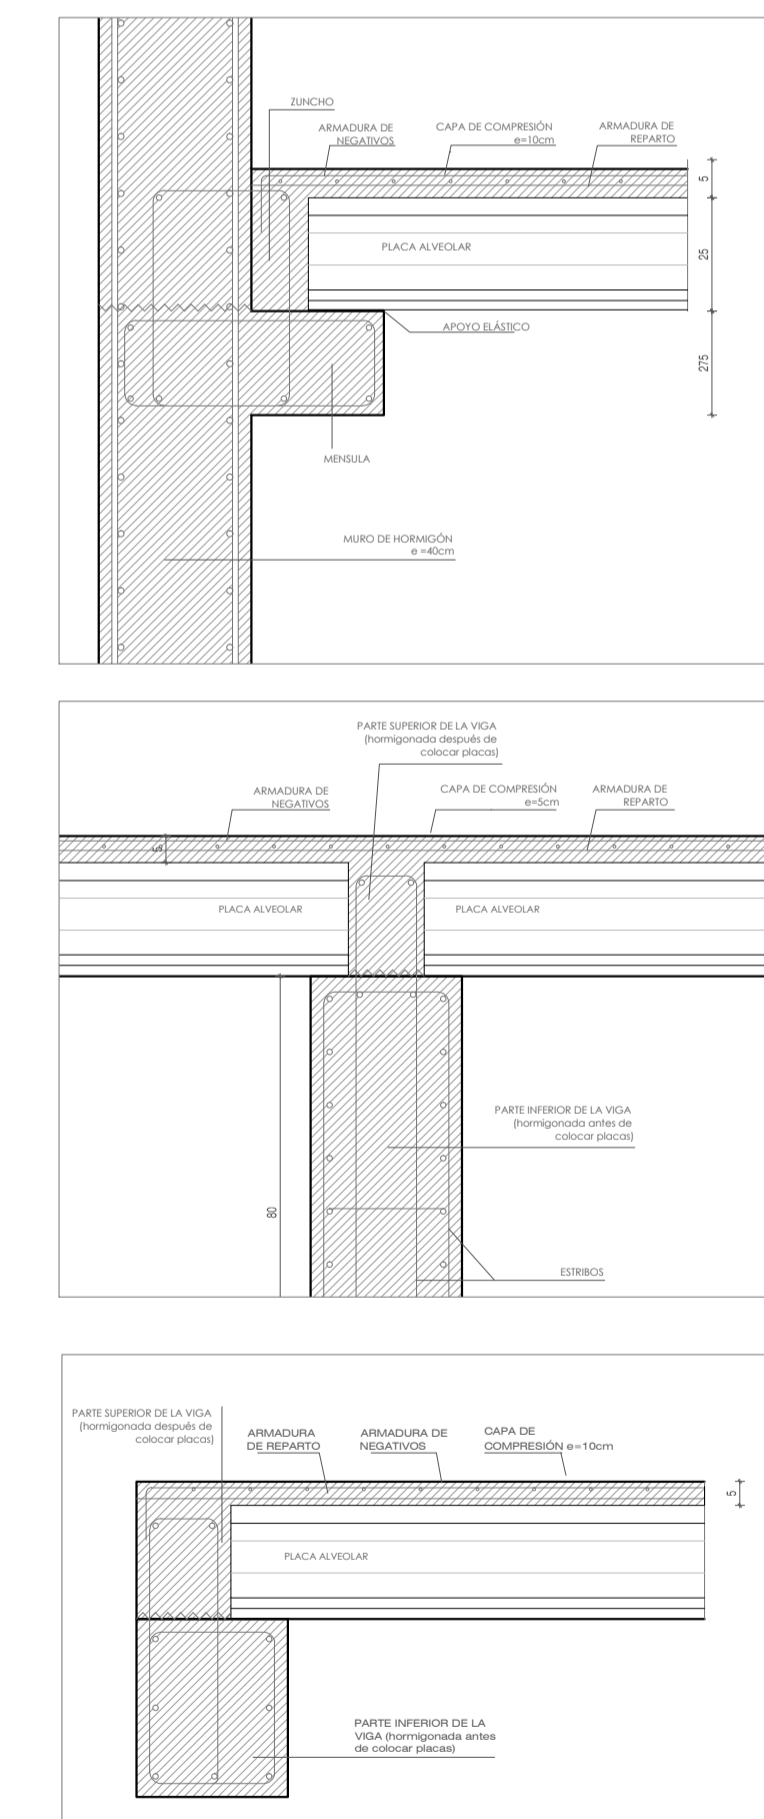 ZUNCHO
ARMADURA DE
NEGATIVOS
CAPA DE COMPRESIÓN
e=10cm
ARMADURA DE
REPARTO
5
PLACA ALVEOLAR
25
APOYO ELÁSTICO
275
MENSULA
MURO DE HORMIGÓN
e =40cm
PARTE SUPERIOR DE LA VIGA
(hormigonada después de
colocar placas)
ARMADURA DE
NEGATIVOS
CAPA DE COMPRESIÓN
e=5cm
ARMADURA DE
REPARTO
5
PLACA ALVEOLAR
PLACA ALVEOLAR
PARTE INFERIOR DE LA VIGA
(hormigonada antes de
colocar placas)
80
ESTRIBOS
PARTE SUPERIOR DE LA VIGA
(hormigonada después de
colocar placas)
ARMADURA
DE REPARTO
ARMADURA DE
NEGATIVOS
CAPA DE
COMPRESIÓN e=10cm
5
PLACA ALVEOLAR
PARTE INFERIOR DE LA
VIGA (hormigonada antes
de colocar placas)